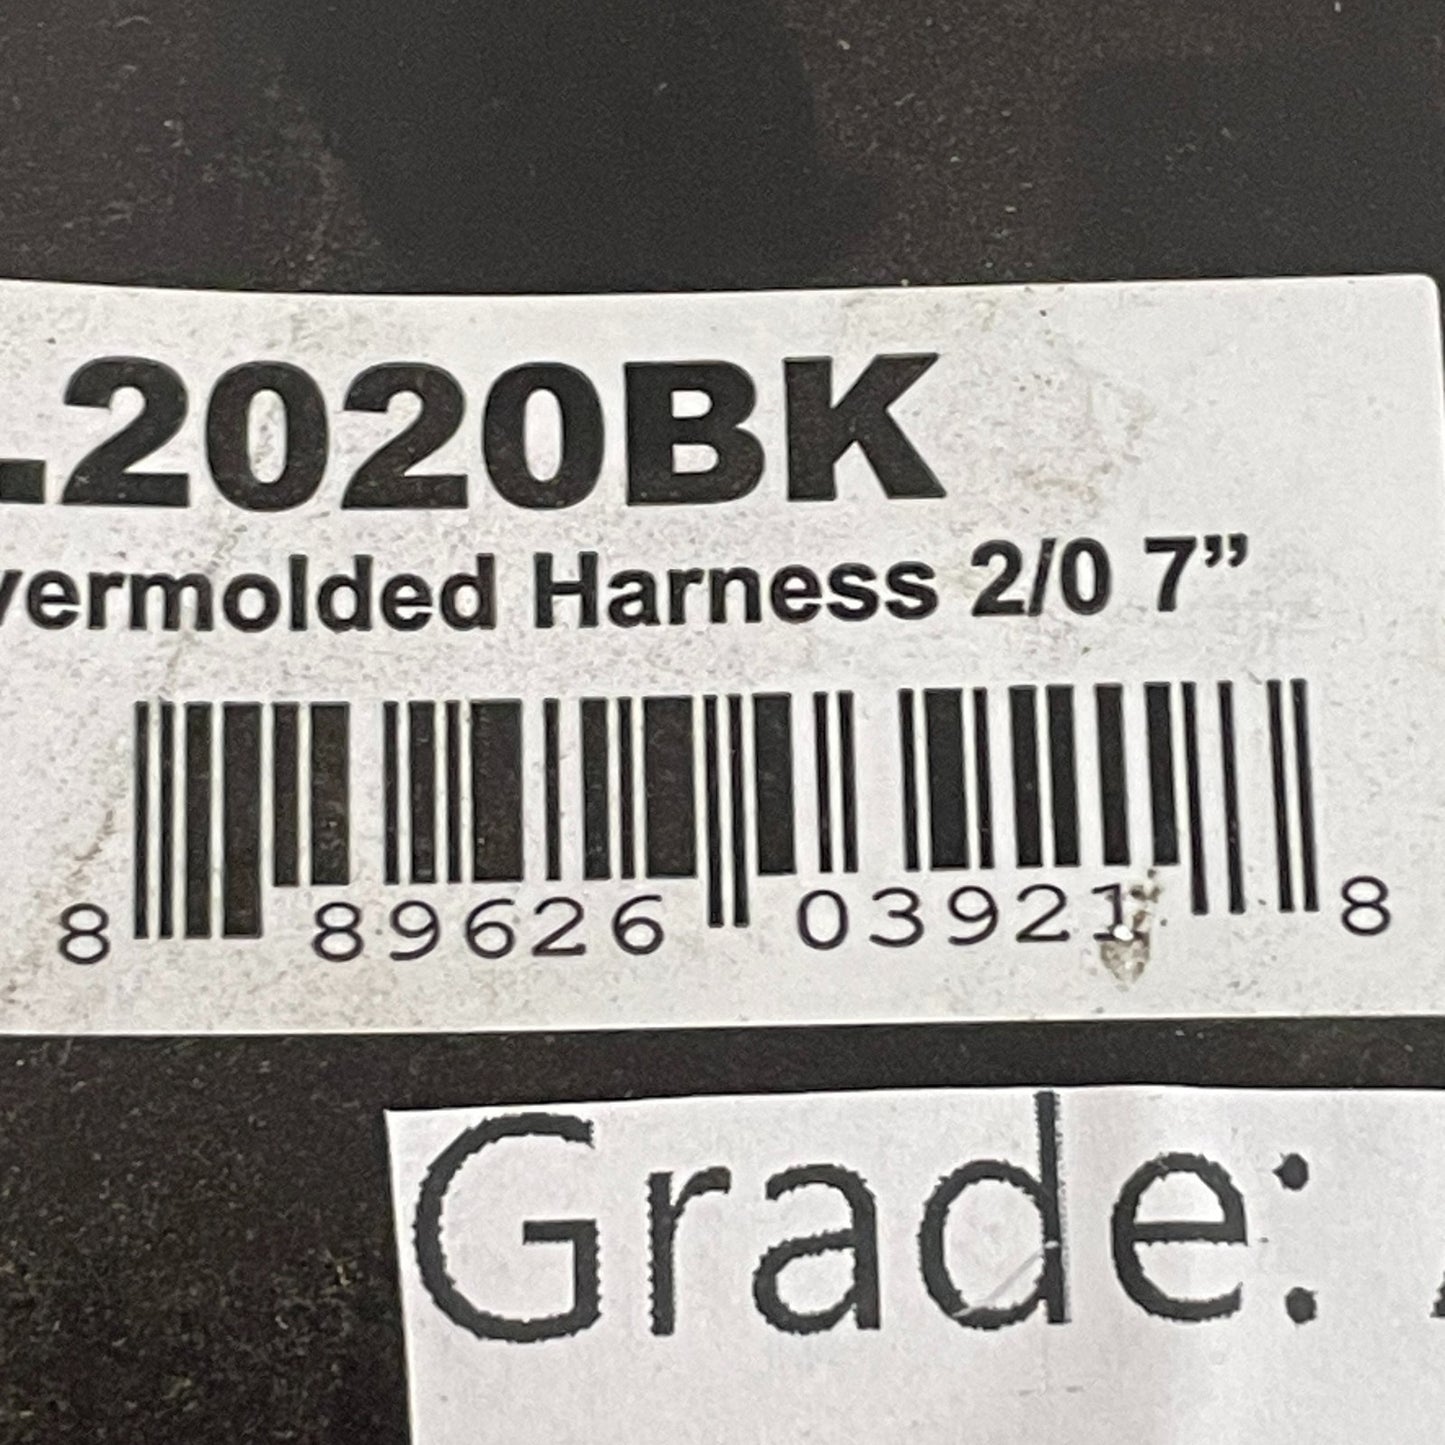 .2020BK
vermolded Harness 2/0 7”
8 89626 03921 8
Grade: